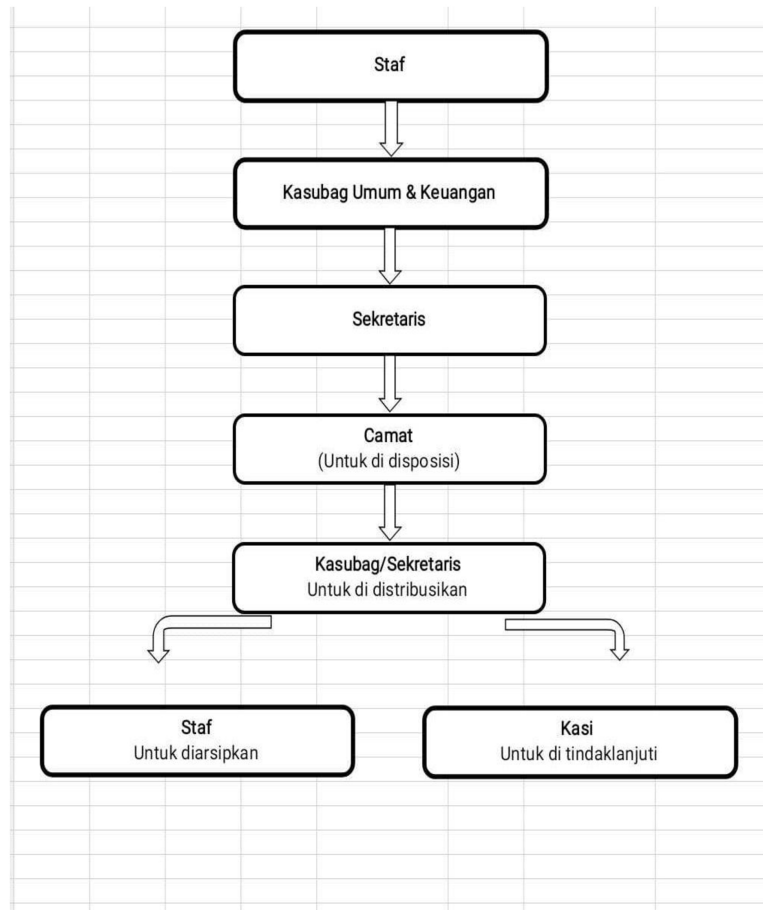 Staf
Kasubag Umum & Keuangan
Sekretaris
Camat
(Untuk di disposisi)
Kasubag/Sekretaris
Untuk di distribusikan
Staf
Untuk diarsipkan
Kasi
Untuk di tindaklanjuti